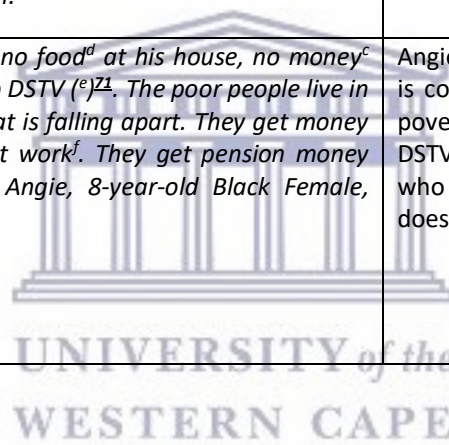 no food^d at his house, no money^c
DSTV (^e)^71. The poor people live in
at is falling apart. They get money
t work^f. They get pension money
Angie, 8-year-old Black Female,
Angie
is co
pove
DSTV
who
does
UNIVERSITY of the
WESTERN CAPE